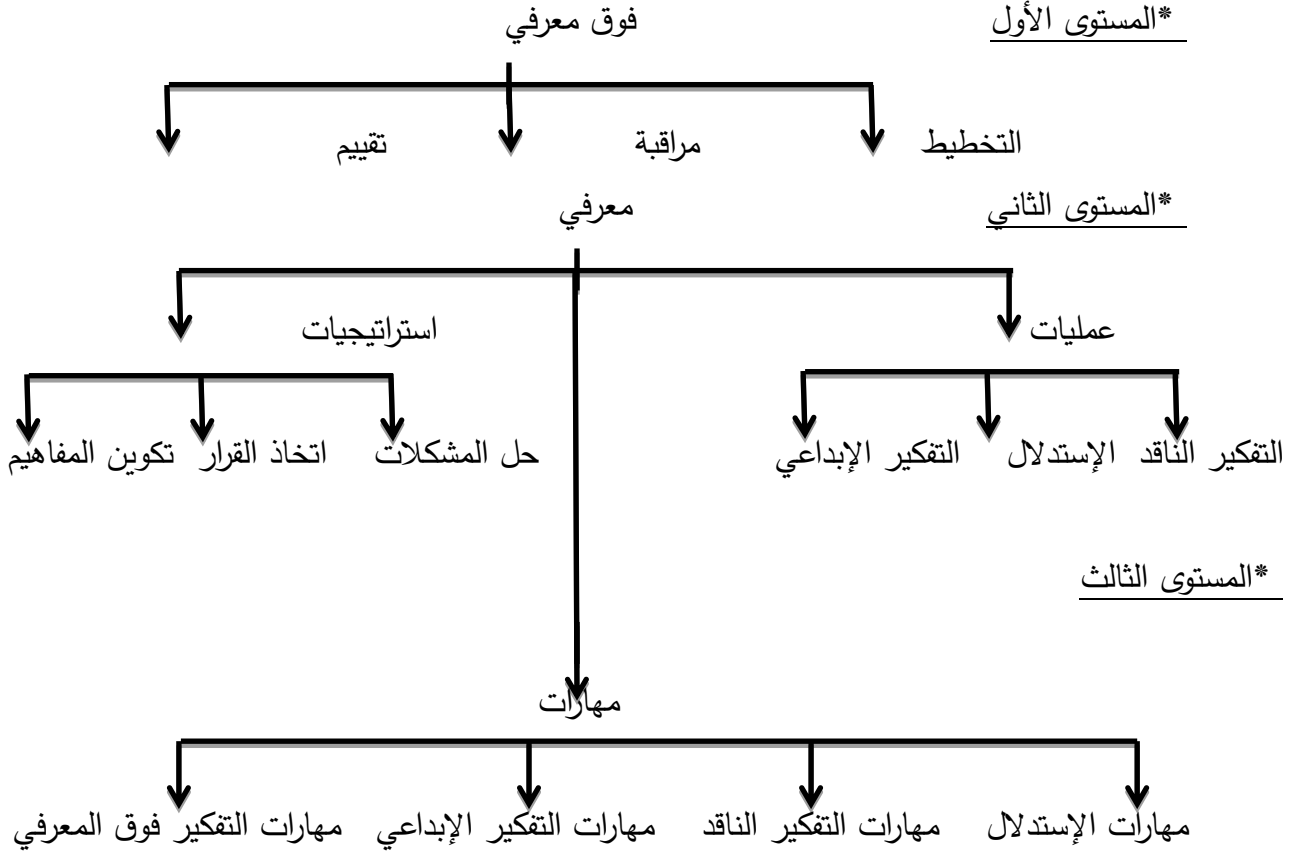 *المستوى الأول فوق معرفي
التخطيط مراقبة تقييم
*المستوى الثاني معرفي
عمليات استراتيجيات
التفكير الناقد الإستدلال التفكير الإبداعي حل المشكلات اتخاذ القرار تكوين المفاهيم
*المستوى الثالث
مهارات
مهارات الإستدلال مهارات التفكير الناقد مهارات التفكير الإبداعي مهارات التفكير فوق المعرفي